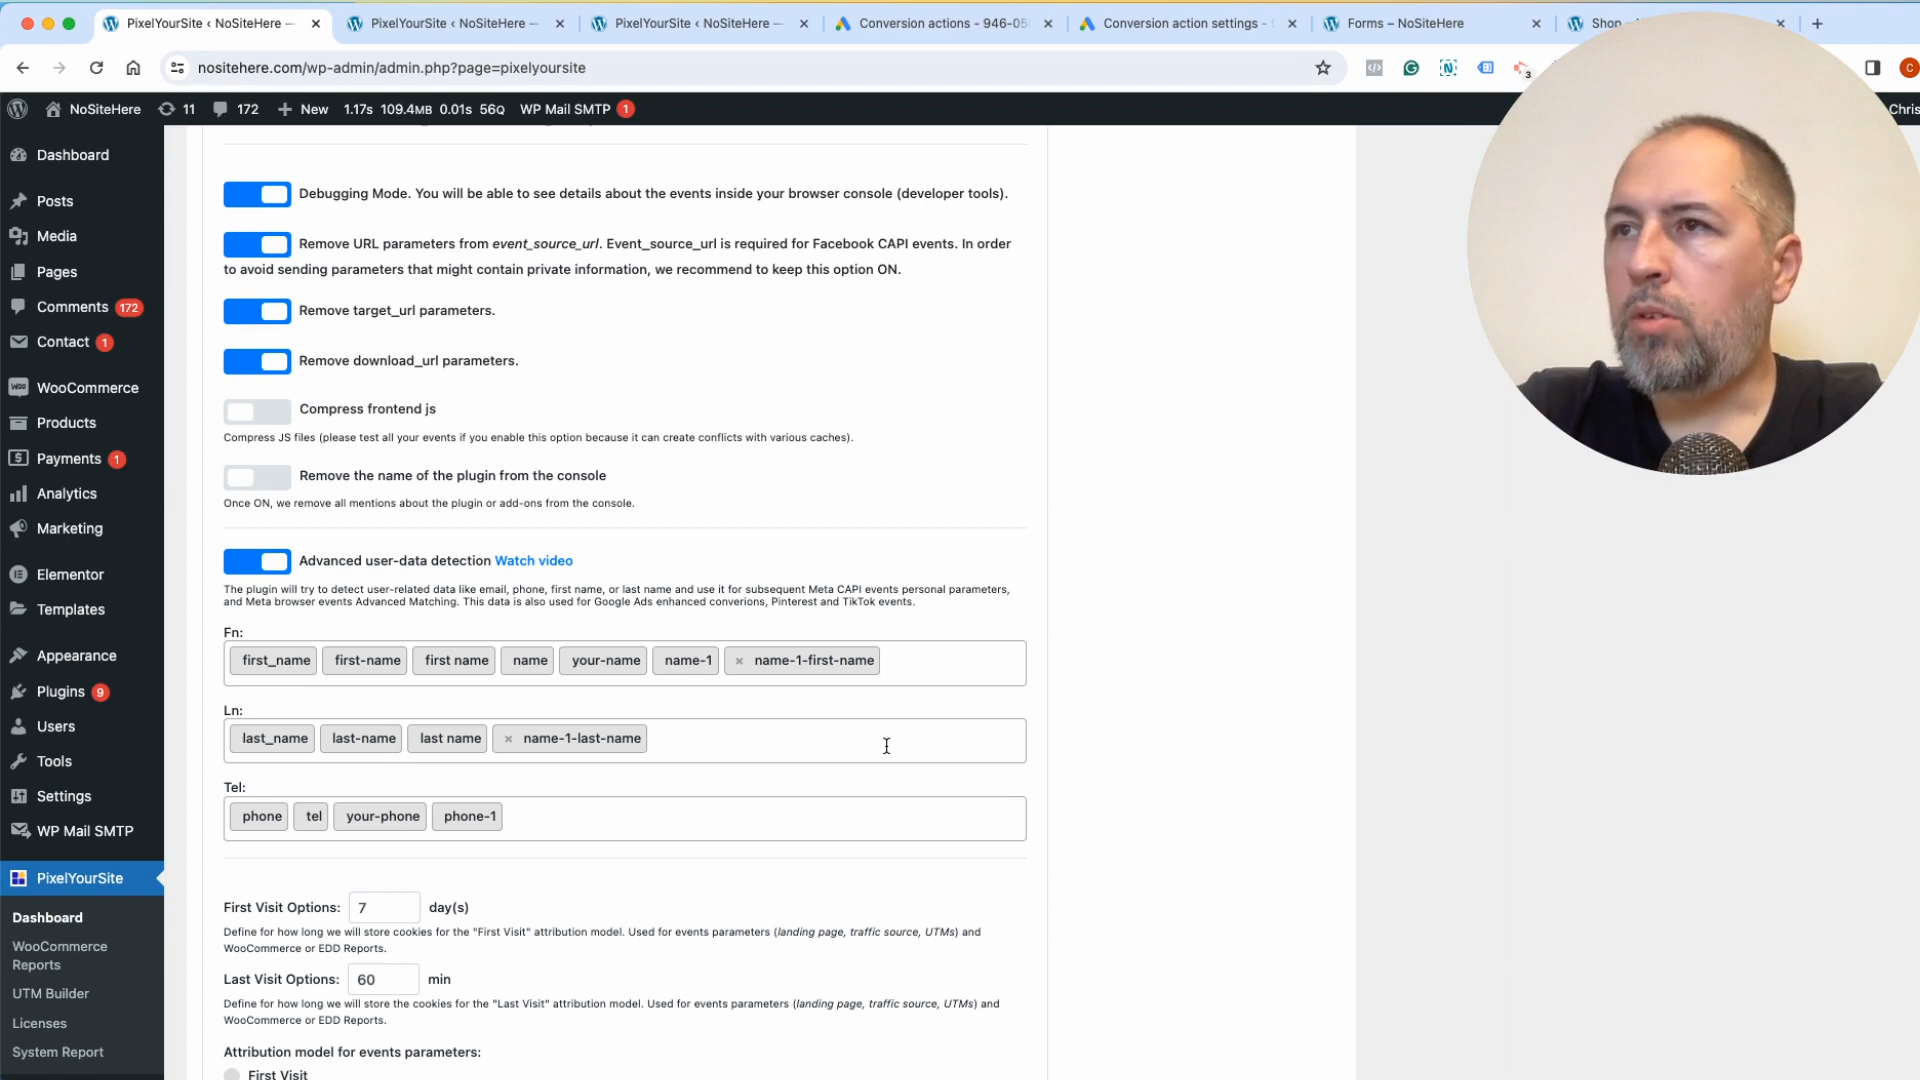 PixelYourSite ‹ NoSiteHere —
PixelYourSite ‹ NoSiteHere —
PixelYourSite ‹ NoSiteHere —
Conversion actions - 946-05
Conversion action settings -
Forms – NoSiteHere
Shop
nositehere.com/wp-admin/admin.php?page=pixelyoursite
3
C
NoSiteHere
11
172
New
1.17s 109.4MB 0.01s 56Q
WP Mail SMTP 1
Chris
Dashboard
Posts
Media
Pages
Comments 172
Contact 1
WooCommerce
Products
Payments 1
Analytics
Marketing
Elementor
Templates
Appearance
Plugins 9
Users
Tools
Settings
WP Mail SMTP
PixelYourSite
Dashboard
WooCommerce
Reports
UTM Builder
Licenses
System Report
Debugging Mode. You will be able to see details about the events inside your browser console (developer tools).
Remove URL parameters from event_source_url. Event_source_url is required for Facebook CAPI events. In order
to avoid sending parameters that might contain private information, we recommend to keep this option ON.
Remove target_url parameters.
Remove download_url parameters.
Compress frontend js
Compress JS files (please test all your events if you enable this option because it can create conflicts with various caches).
Remove the name of the plugin from the console
Once ON, we remove all mentions about the plugin or add-ons from the console.
Advanced user-data detection Watch video
The plugin will try to detect user-related data like email, phone, first name, or last name and use it for subsequent Meta CAPI events personal parameters,
and Meta browser events Advanced Matching. This data is also used for Google Ads enhanced converions, Pinterest and TikTok events.
Fn:
first_name first-name first name name your-name name-1 × name-1-first-name
Ln:
last_name last-name last name × name-1-last-name
Tel:
phone tel your-phone phone-1
First Visit Options: 7 day(s)
Define for how long we will store cookies for the "First Visit" attribution model. Used for events parameters (landing page, traffic source, UTMs) and
WooCommerce or EDD Reports.
Last Visit Options: 60 min
Define for how long we will store the cookies for the "Last Visit" attribution model. Used for events parameters (landing page, traffic source, UTMs) and
WooCommerce or EDD Reports.
Attribution model for events parameters:
First Visit